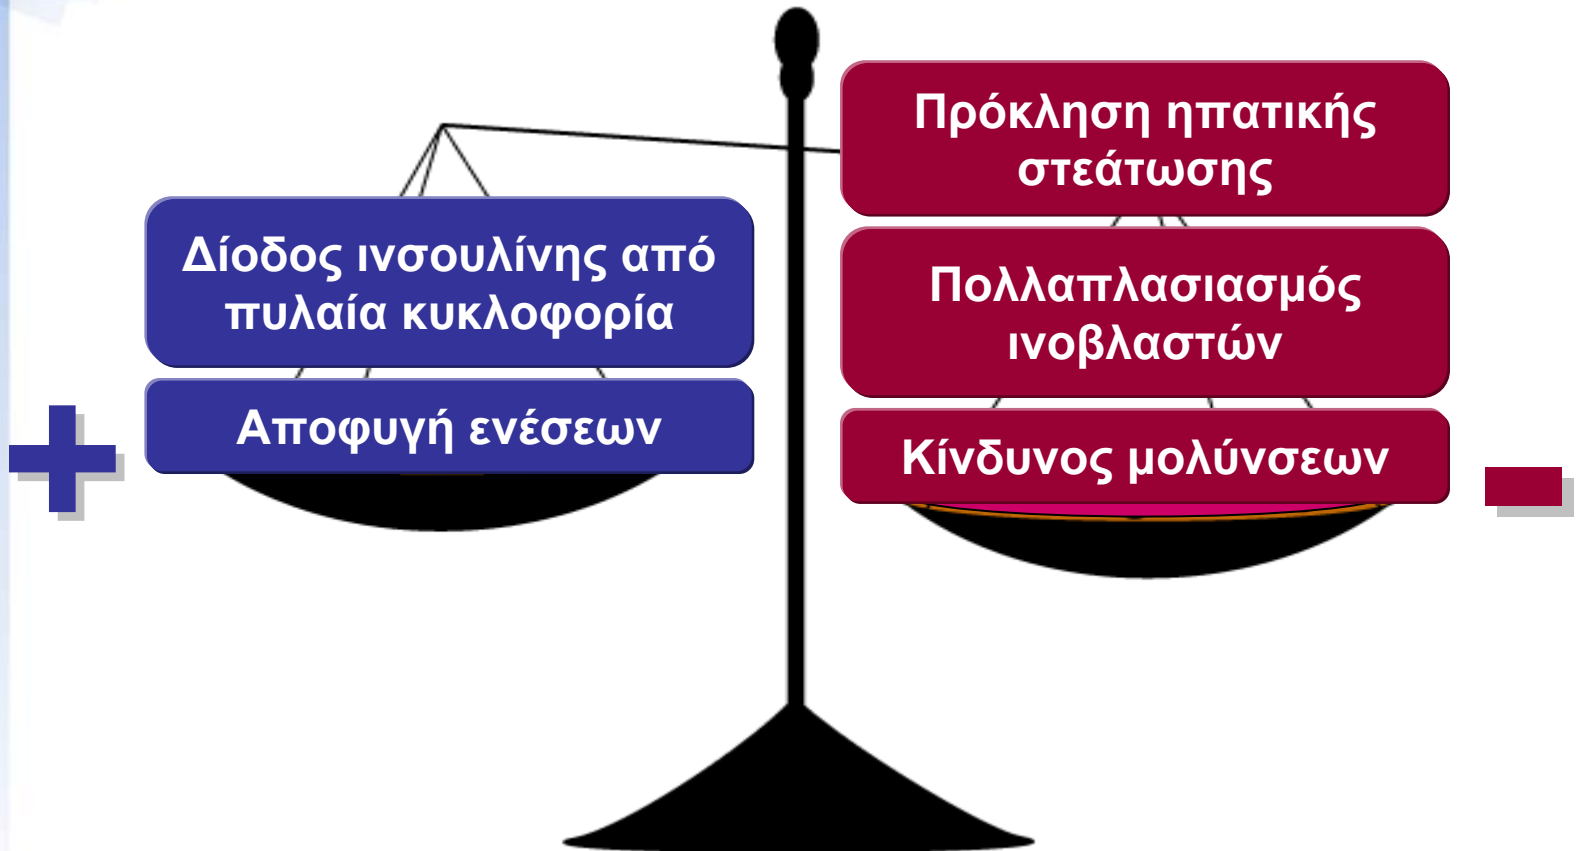 Δίοδος ινσουλίνης από
πυλαία κυκλοφορία
Αποφυγή ενέσεων
Πρόκληση ηπατικής
στεάτωσης
Πολλαπλασιασμός
ινοβλαστών
Κίνδυνος μολύνσεων